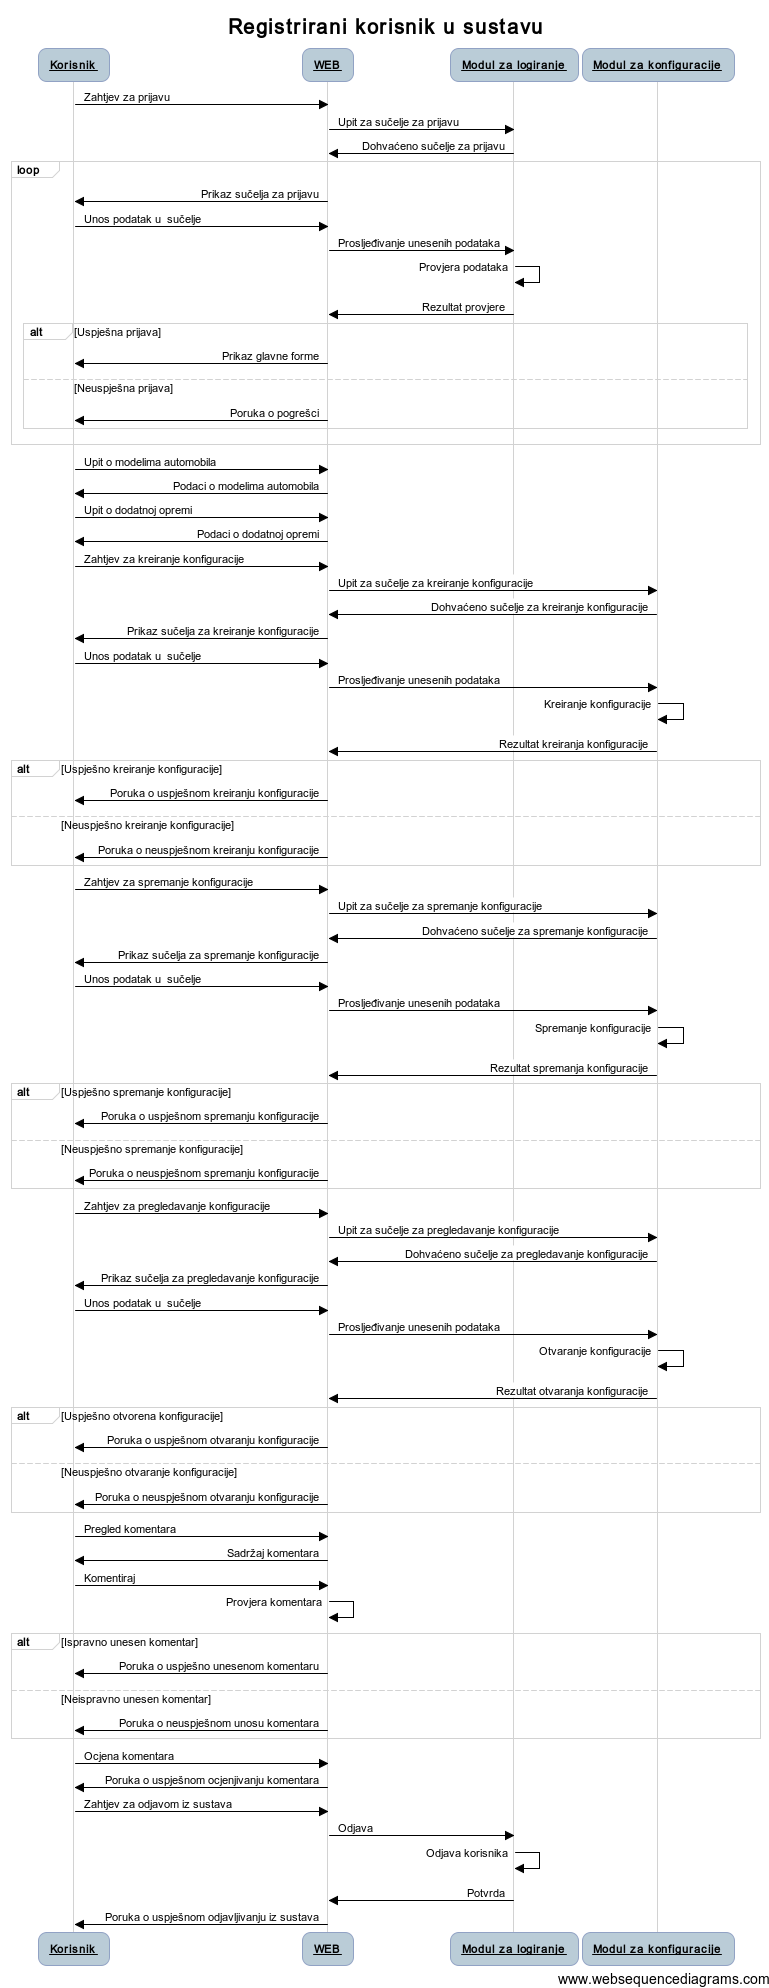 Registrirani korisnik u sustavu
Korisnik
WEB
Modul za logiranje
Modul za konfiguracije
Zahtjev za prijavu
Upit za sučelje za prijavu
Dohvaćeno sučelje za prijavu
loop
Prikaz sučelja za prijavu
Unos podatak u  sučelje
Prosljeđivanje unesenih podataka
Provjera podataka
Rezultat provjere
alt
[Uspješna prijava]
Prikaz glavne forme
[Neuspješna prijava]
Poruka o pogrešci
Upit o modelima automobila
Podaci o modelima automobila
Upit o dodatnoj opremi
Podaci o dodatnoj opremi
Zahtjev za kreiranje konfiguracije
Upit za sučelje za kreiranje konfiguracije
Dohvaćeno sučelje za kreiranje konfiguracije
Prikaz sučelja za kreiranje konfiguracije
Unos podatak u  sučelje
Prosljeđivanje unesenih podataka
Kreiranje konfiguracije
Rezultat kreiranja konfiguracije
alt
[Uspješno kreiranje konfiguracije]
Poruka o uspješnom kreiranju konfiguracije
[Neuspješno kreiranje konfiguracije]
Poruka o neuspješnom kreiranju konfiguracije
Zahtjev za spremanje konfiguracije
Upit za sučelje za spremanje konfiguracije
Dohvaćeno sučelje za spremanje konfiguracije
Prikaz sučelja za spremanje konfiguracije
Unos podatak u  sučelje
Prosljeđivanje unesenih podataka
Spremanje konfiguracije
Rezultat spremanja konfiguracije
alt
[Uspješno spremanje konfiguracije]
Poruka o uspješnom spremanju konfiguracije
[Neuspješno spremanje konfiguracije]
Poruka o neuspješnom spremanju konfiguracije
Zahtjev za pregledavanje konfiguracije
Upit za sučelje za pregledavanje konfiguracije
Dohvaćeno sučelje za pregledavanje konfiguracije
Prikaz sučelja za pregledavanje konfiguracije
Unos podatak u  sučelje
Prosljeđivanje unesenih podataka
Otvaranje konfiguracije
Rezultat otvaranja konfiguracije
alt
[Uspješno otvorena konfiguracije]
Poruka o uspješnom otvaranju konfiguracije
[Neuspješno otvaranje konfiguracije]
Poruka o neuspješnom otvaranju konfiguracije
Pregled komentara
Sadržaj komentara
Komentiraj
Provjera komentara
alt
[Ispravno unesen komentar]
Poruka o uspješno unesenom komentaru
[Neispravno unesen komentar]
Poruka o neuspješnom unosu komentara
Ocjena komentara
Poruka o uspješnom ocjenjivanju komentara
Zahtjev za odjavom iz sustava
Odjava
Odjava korisnika
Potvrda
Poruka o uspješnom odjavljivanju iz sustava
Korisnik
WEB
Modul za logiranje
Modul za konfiguracije
www.websequencediagrams.com